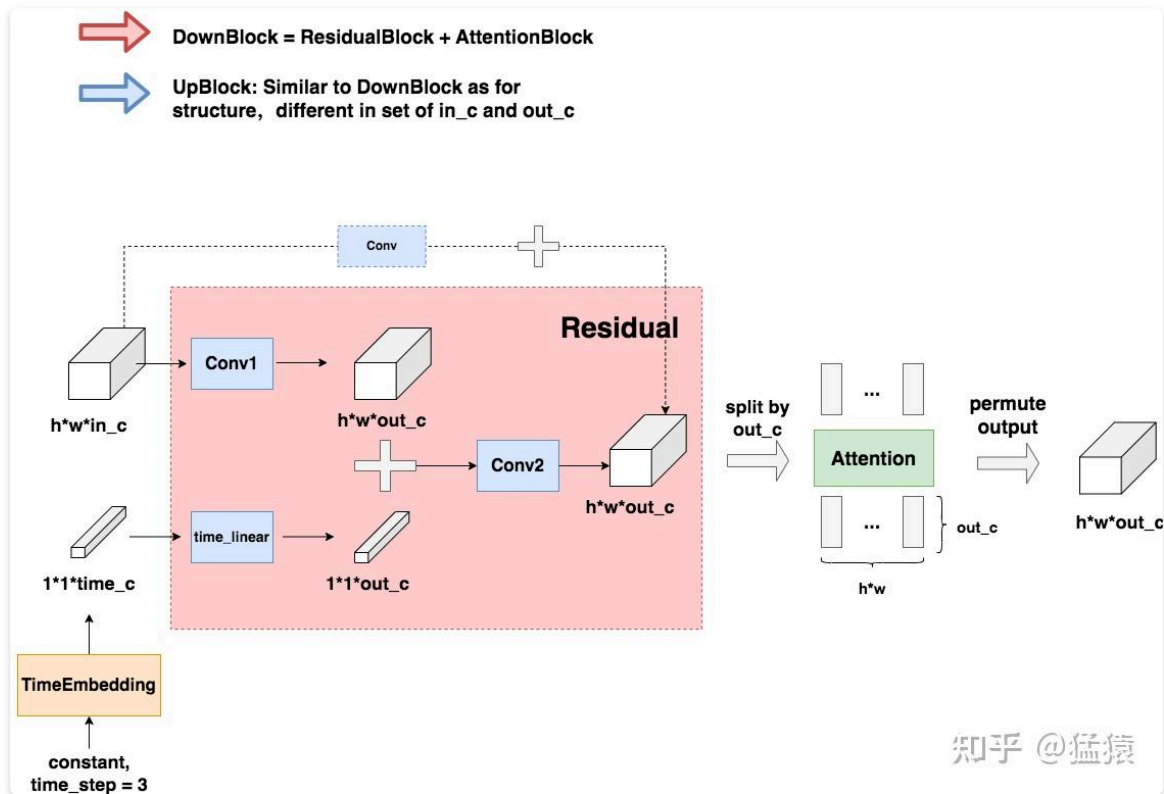 DownBlock = ResidualBlock + AttentionBlock
UpBlock: Similar to DownBlock as for
structure，different in set of in_c and out_c
Conv
Residual
Conv1
h*w*in_c
h*w*out_c
split by
out_c
...
permute
output
Attention
Conv2
h*w*out_c
...
out_c
h*w*out_c
time_linear
1*1*time_c
1*1*out_c
h*w
TimeEmbedding
constant,
time_step = 3
知乎 @猛猿